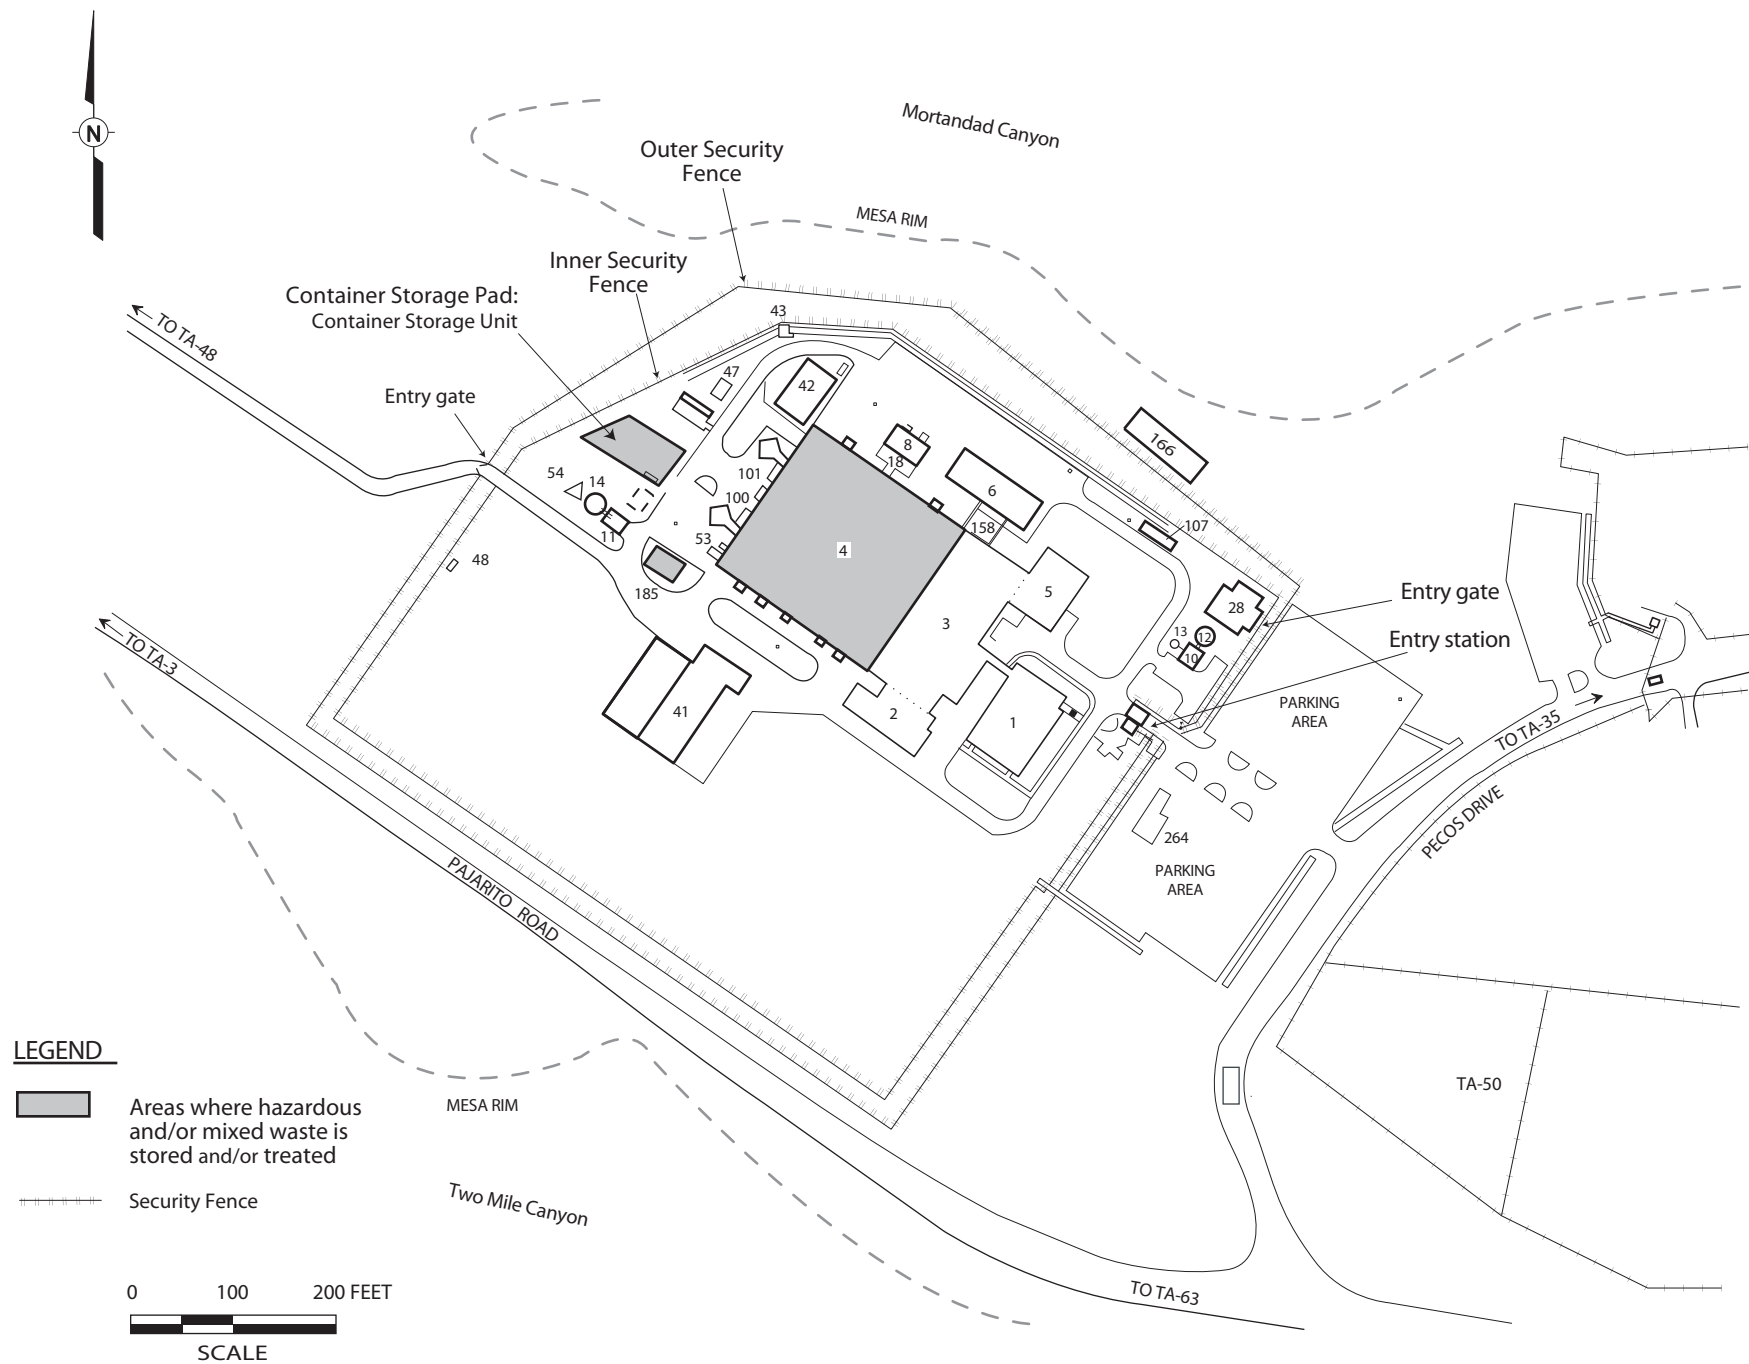 N
Mortandad Canyon
Outer Security
Fence
MESA RIM
Inner Security
Fence
Container Storage Pad:
Container Storage Unit
43
TO TA-48
47
42
Entry gate
166
8
18
101
54
14
6
100
107
158
11
53
4
48
185
5
Entry gate
28
3
13
12
Entry station
10
TO TA-3
41
2
1
PARKING
AREA
TO TA-35
PECOS DRIVE
264
PARKING
AREA
PAJARITO ROAD
LEGEND
Areas where hazardous
and/or mixed waste is
stored and/or treated
Security Fence
MESA RIM
TA-50
Two Mile Canyon
TO TA-63
0 100 200 FEET
SCALE